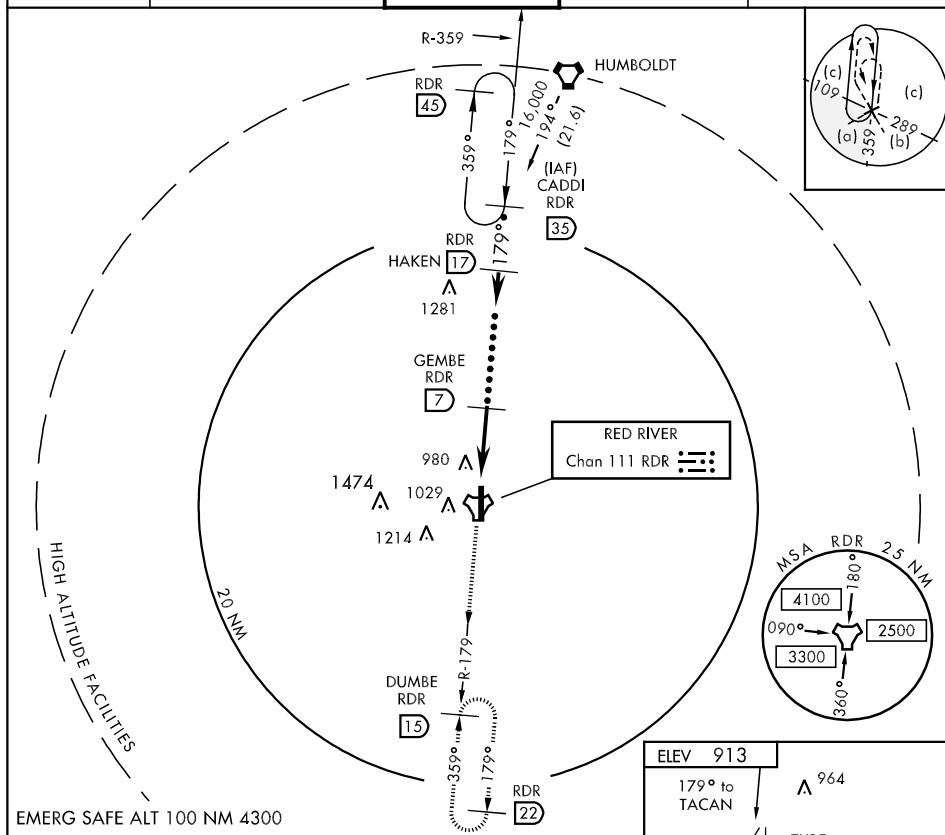 R-359
HUMBOLDT
RDR
45
16,000
194°
(21.6)
359°
179°
(IAF)
CADDI
RDR
35
179°
RDR
HAKEN 17
1281
GEMBE
RDR
7
RED RIVER
Chan 111 RDR
980
1474
1029
1214
20 NM
HIGH ALTITUDE FACILITIES
R-179
DUMBE
RDR
15
359°
179°
RDR
22
EMERG SAFE ALT 100 NM 4300
(c)
109
(c)
(a)
359
(b)
289
MSA RDR 25 NM
180°
4100
090°
2500
3300
360°
ELEV 913
179° to
TACAN
964